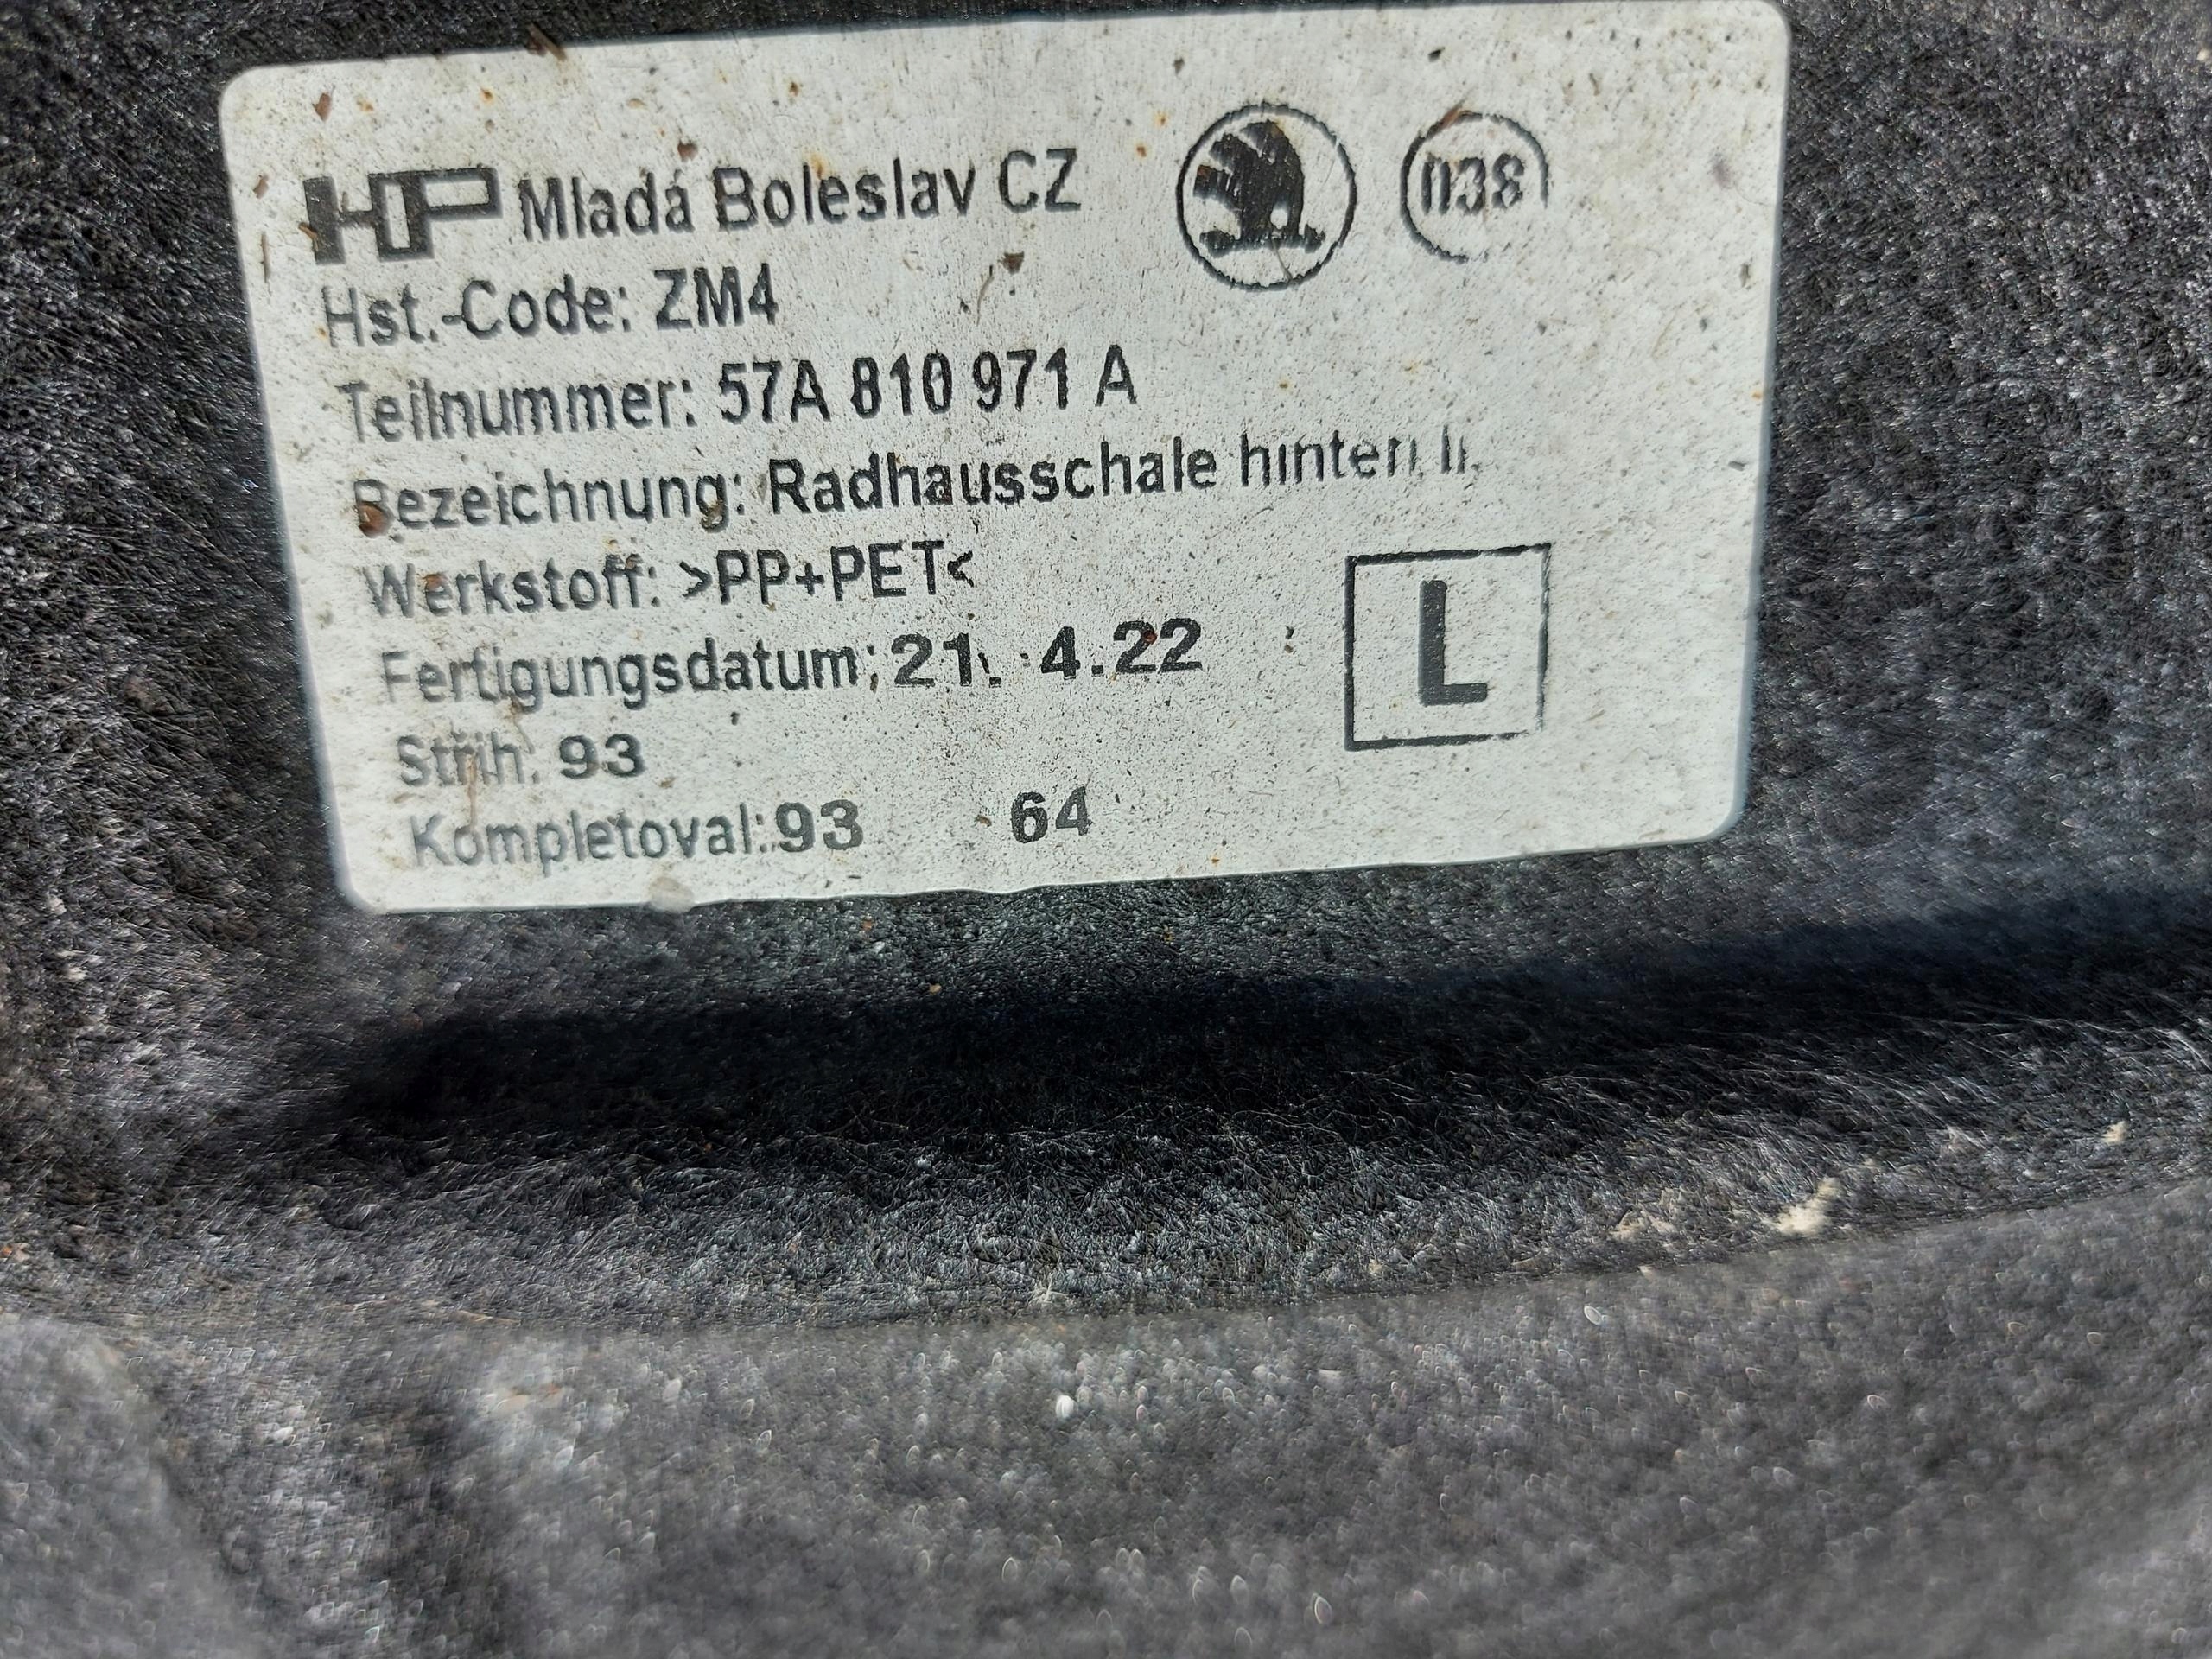 HP Mladá Boleslav CZ 038
Hst.-Code: ZM4
Teilnummer: 57A 810 971 A
Bezeichnung: Radhausschale hinten li.
Werkstoff: >PP+PET<
Fertigungsdatum: 21. 4.22
L
Střih: 93
Kompletoval: 93 64